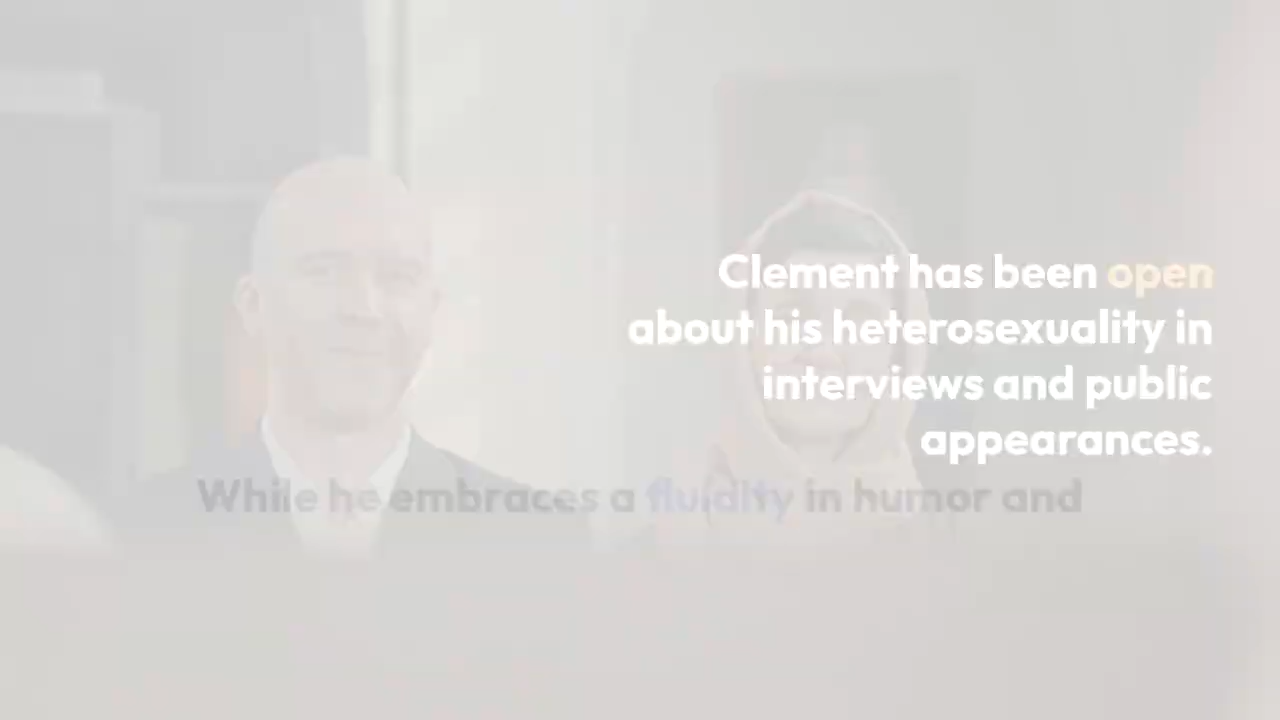 Clement has been open
about his heterosexuality in
interviews and public
appearances.
While he embraces a fluidity in humor and